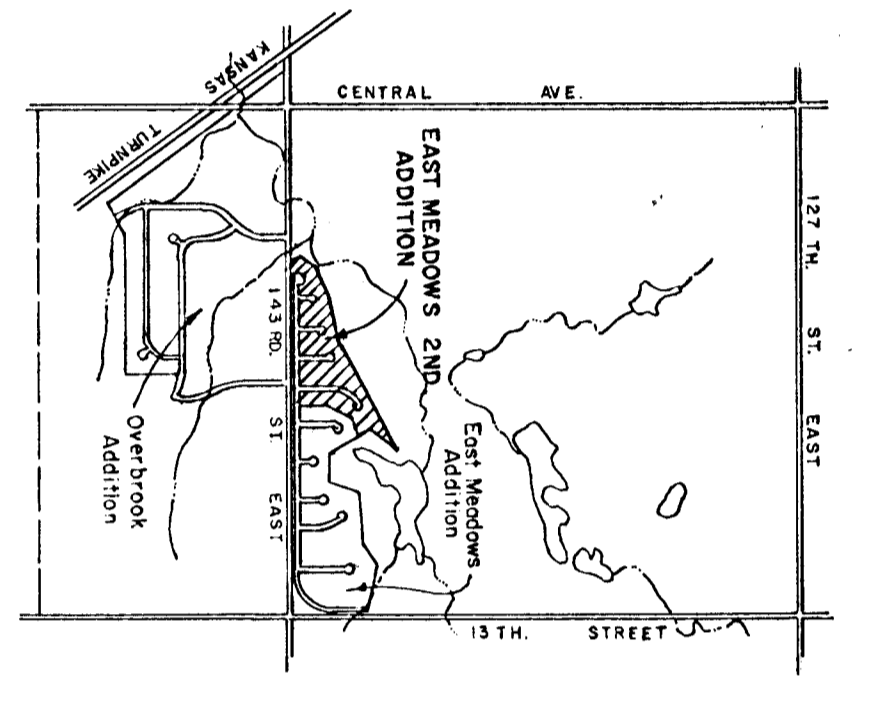 KANSAS
TURNPIKE
CENTRAL AVE.
EAST MEADOWS 2ND
ADDITION
127 TH. ST. EAST
143 RD. ST. EAST
Overbrook
Addition
East Meadows
Addition
13 TH. STREET